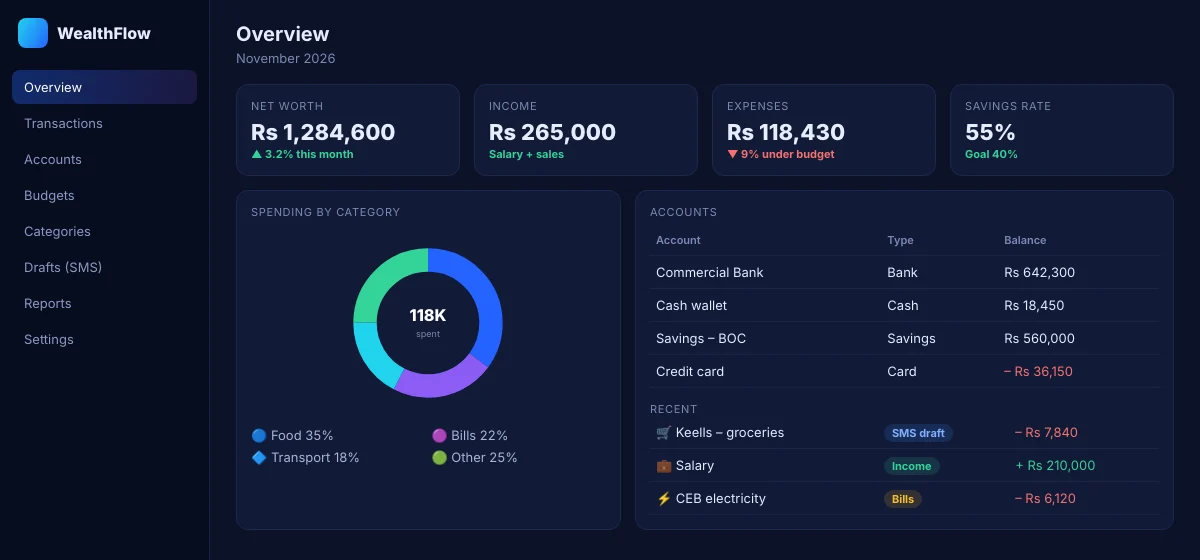 WealthFlow
Overview
Transactions
Accounts
Budgets
Categories
Drafts (SMS)
Reports
Settings
Overview
November 2026
NET WORTH
Rs 1,284,600
▲ 3.2% this month
INCOME
Rs 265,000
Salary + sales
EXPENSES
Rs 118,430
▼ 9% under budget
SAVINGS RATE
55%
Goal 40%
SPENDING BY CATEGORY
118K
spent
🔵 Food 35%
🟣 Bills 22%
🔷 Transport 18%
🟢 Other 25%
ACCOUNTS
Account Type Balance
Commercial Bank Bank Rs 642,300
Cash wallet Cash Rs 18,450
Savings – BOC Savings Rs 560,000
Credit card Card – Rs 36,150
RECENT
🛒 Keells – groceries SMS draft – Rs 7,840
💼 Salary Income + Rs 210,000
⚡ CEB electricity Bills – Rs 6,120